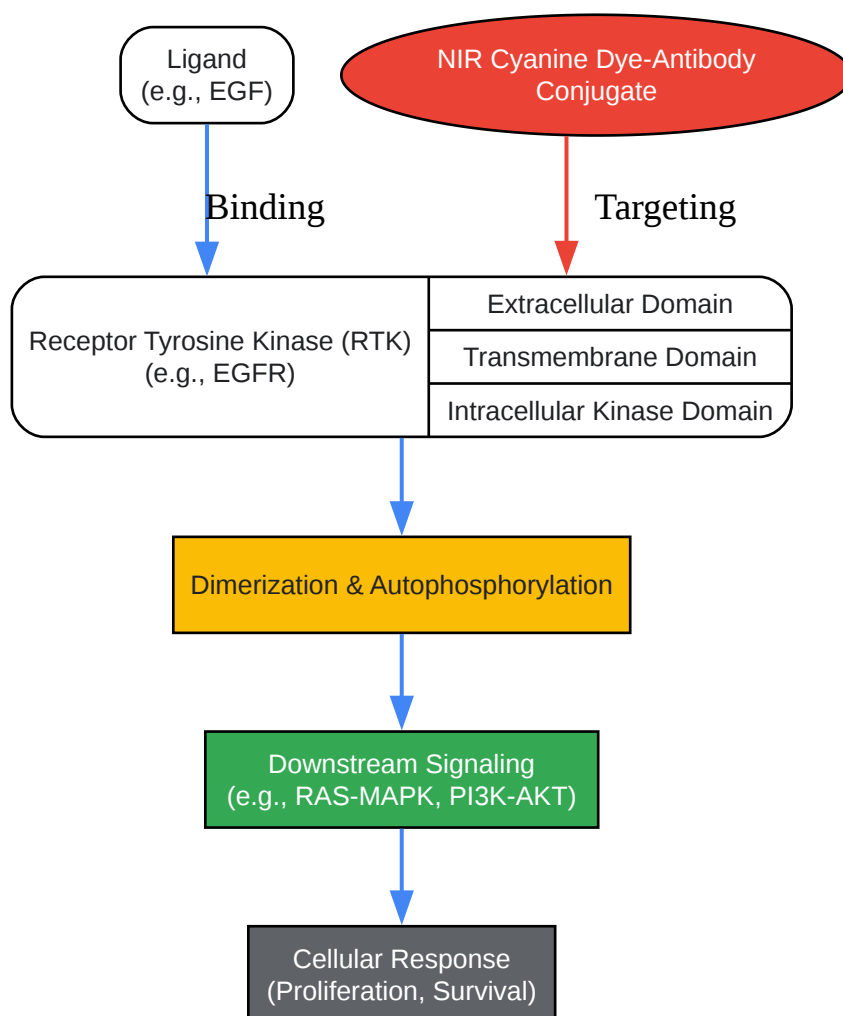 Ligand
(e.g., EGF)
NIR Cyanine Dye-Antibody
Conjugate
Binding
Targeting
Receptor Tyrosine Kinase (RTK)
(e.g., EGFR)
Extracellular Domain
Transmembrane Domain
Intracellular Kinase Domain
Dimerization & Autophosphorylation
Downstream Signaling
(e.g., RAS-MAPK, PI3K-AKT)
Cellular Response
(Proliferation, Survival)